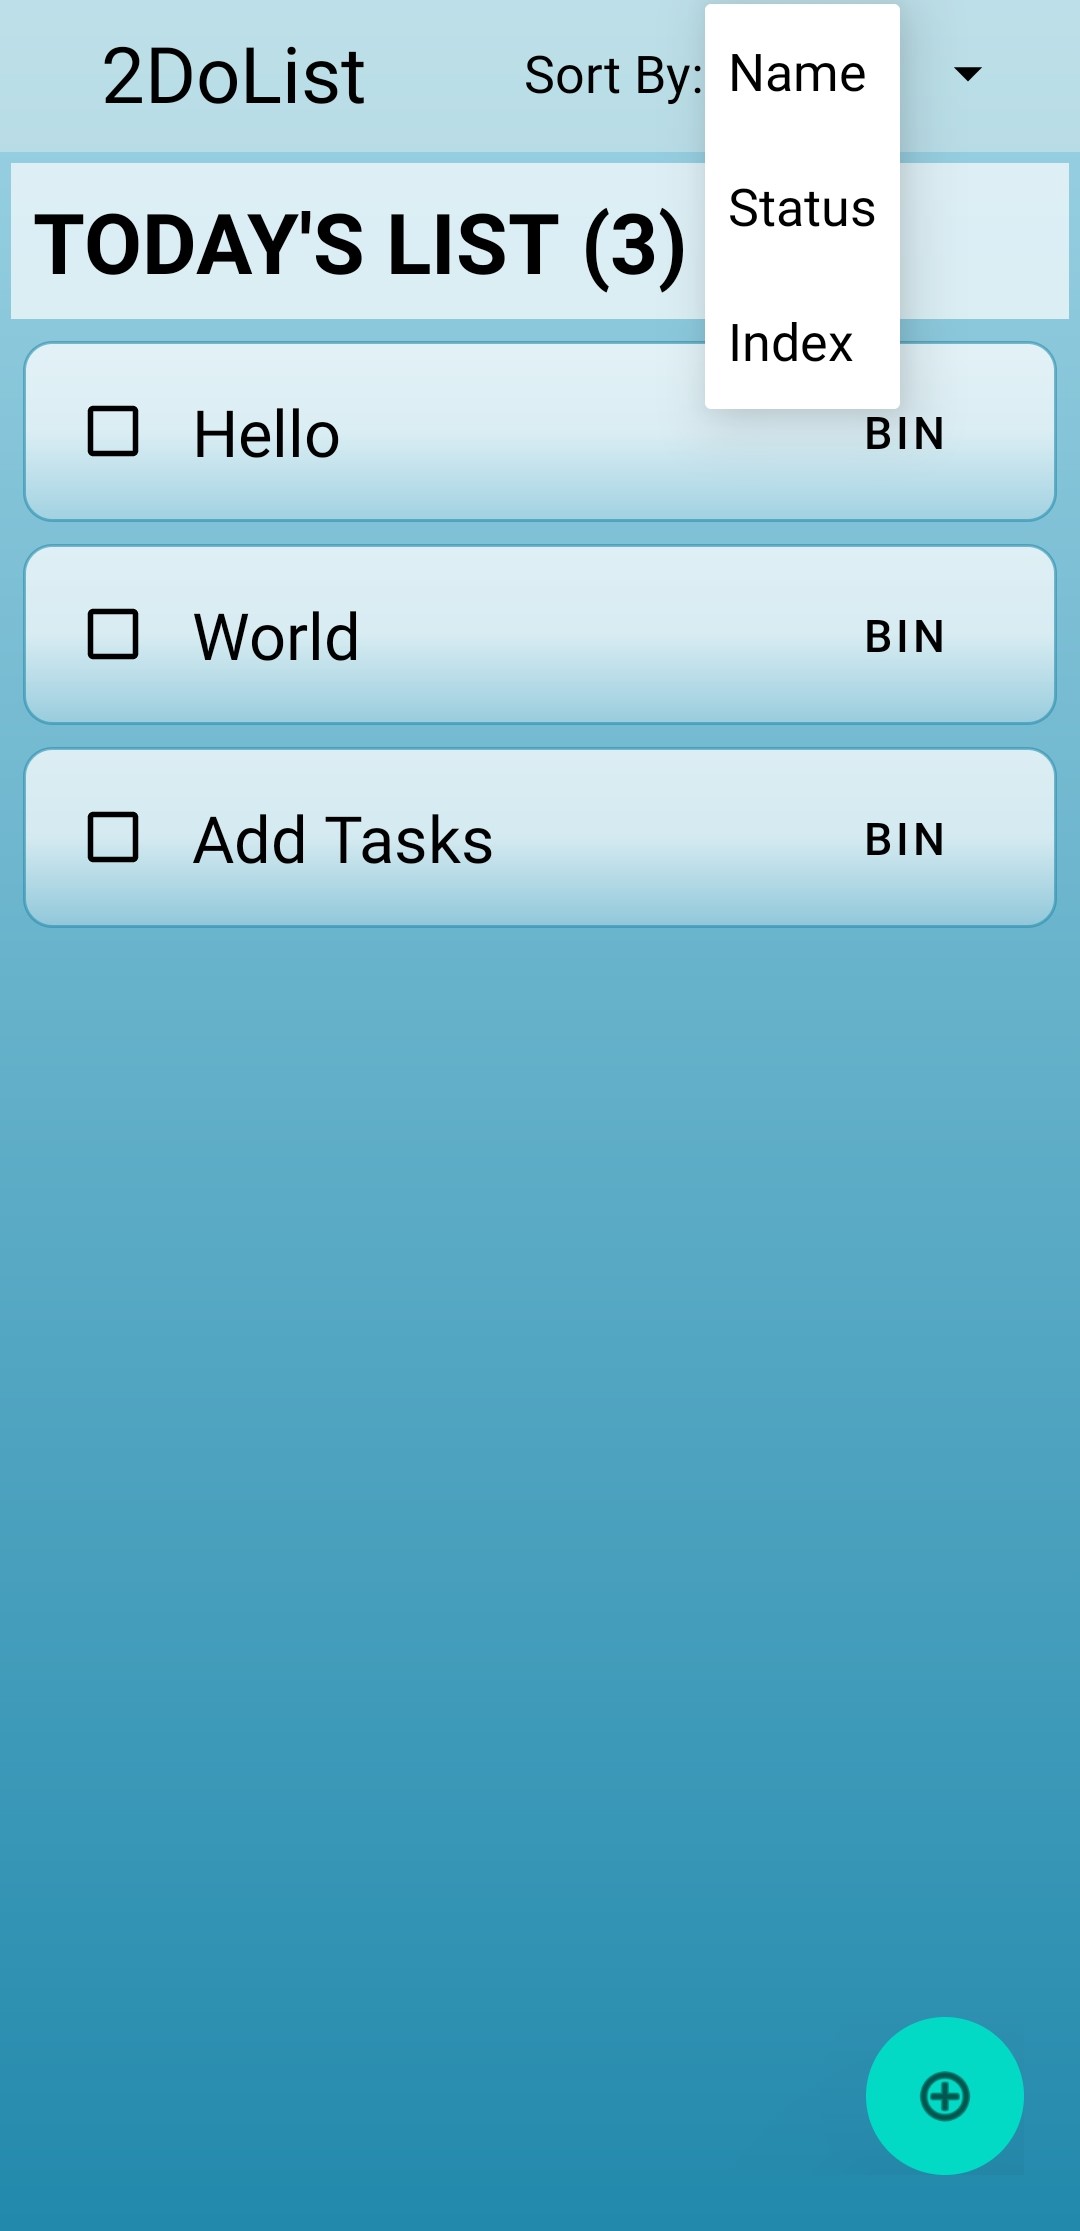 2DoList
Sort By:
Name
Status
Index
TODAY'S LIST (3)
Hello
BIN
World
BIN
Add Tasks
BIN